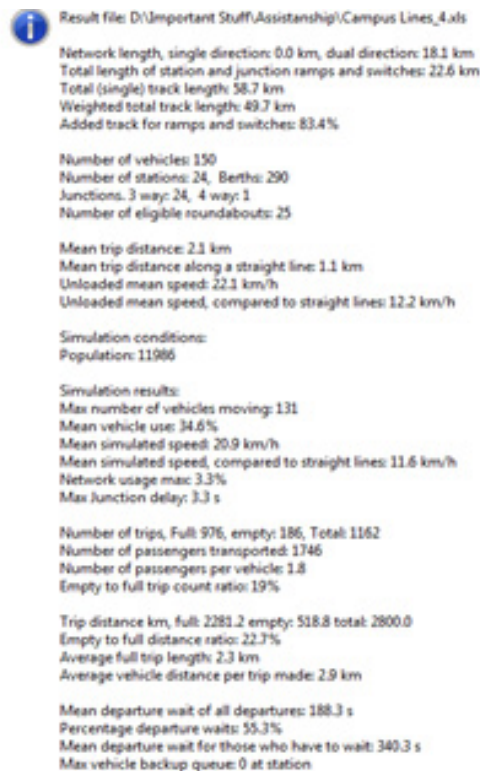 Result file: D:\Important Stuff\Assistanship\Campus Lines_4.xls
Network length, single direction: 0.0 km, dual direction: 18.1 km
Total length of station and junction ramps and switches: 22.6 km
Total (single) track length: 58.7 km
Weighted total track length: 49.7 km
Added track for ramps and switches: 83.4%
Number of vehicles: 150
Number of stations: 24, Berths: 290
Junctions. 3 way: 24, 4 way: 1
Number of eligible roundabouts: 25
Mean trip distance: 2.1 km
Mean trip distance along a straight line: 1.1 km
Unloaded mean speed: 22.1 km/h
Unloaded mean speed, compared to straight lines: 12.2 km/h
Simulation conditions:
Population: 11986
Simulation results:
Max number of vehicles moving: 131
Mean vehicle use: 34.6%
Mean simulated speed: 20.9 km/h
Mean simulated speed, compared to straight lines: 11.6 km/h
Network usage max: 3.3%
Max Junction delay: 3.3 s
Number of trips, Full: 976, empty: 186, Total: 1162
Number of passengers transported: 1746
Number of passengers per vehicle: 1.8
Empty to full trip count ratio: 19%
Trip distance km, full: 2281.2 empty: 518.8 total: 2800.0
Empty to full distance ratio: 22.7%
Average full trip length: 2.3 km
Average vehicle distance per trip made: 2.9 km
Mean departure wait of all departures: 188.3 s
Percentage departure waits: 55.3%
Mean departure wait for those who have to wait: 340.3 s
Max vehicle backup queue: 0 at station